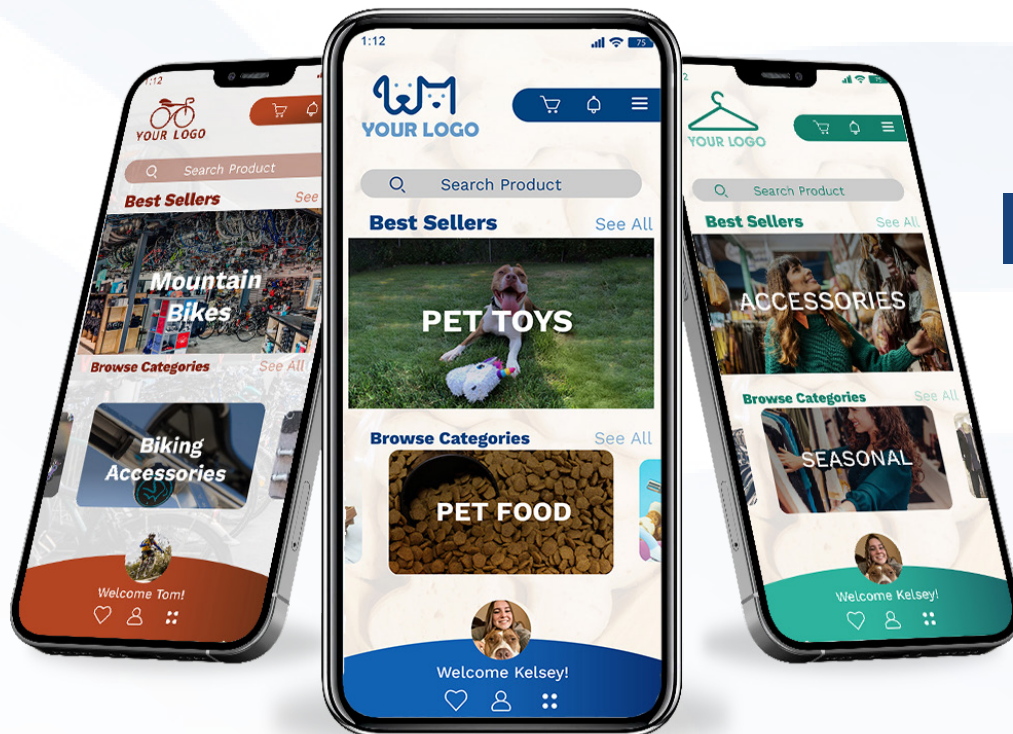 1:12
YOUR LOGO
Search Product
Best Sellers
See
Mountain
Bikes
Browse Categories
See All
Biking
Accessories
Welcome Tom!
1:12
75
YOUR LOGO
Search Product
Best Sellers
See All
PET TOYS
Browse Categories
See All
PET FOOD
Welcome Kelsey!
2
YOUR LOGO
Search Product
Best Sellers
See All
ACCESSORIES
Browse Categories
See All
SEASONAL
Welcome Kelsey!